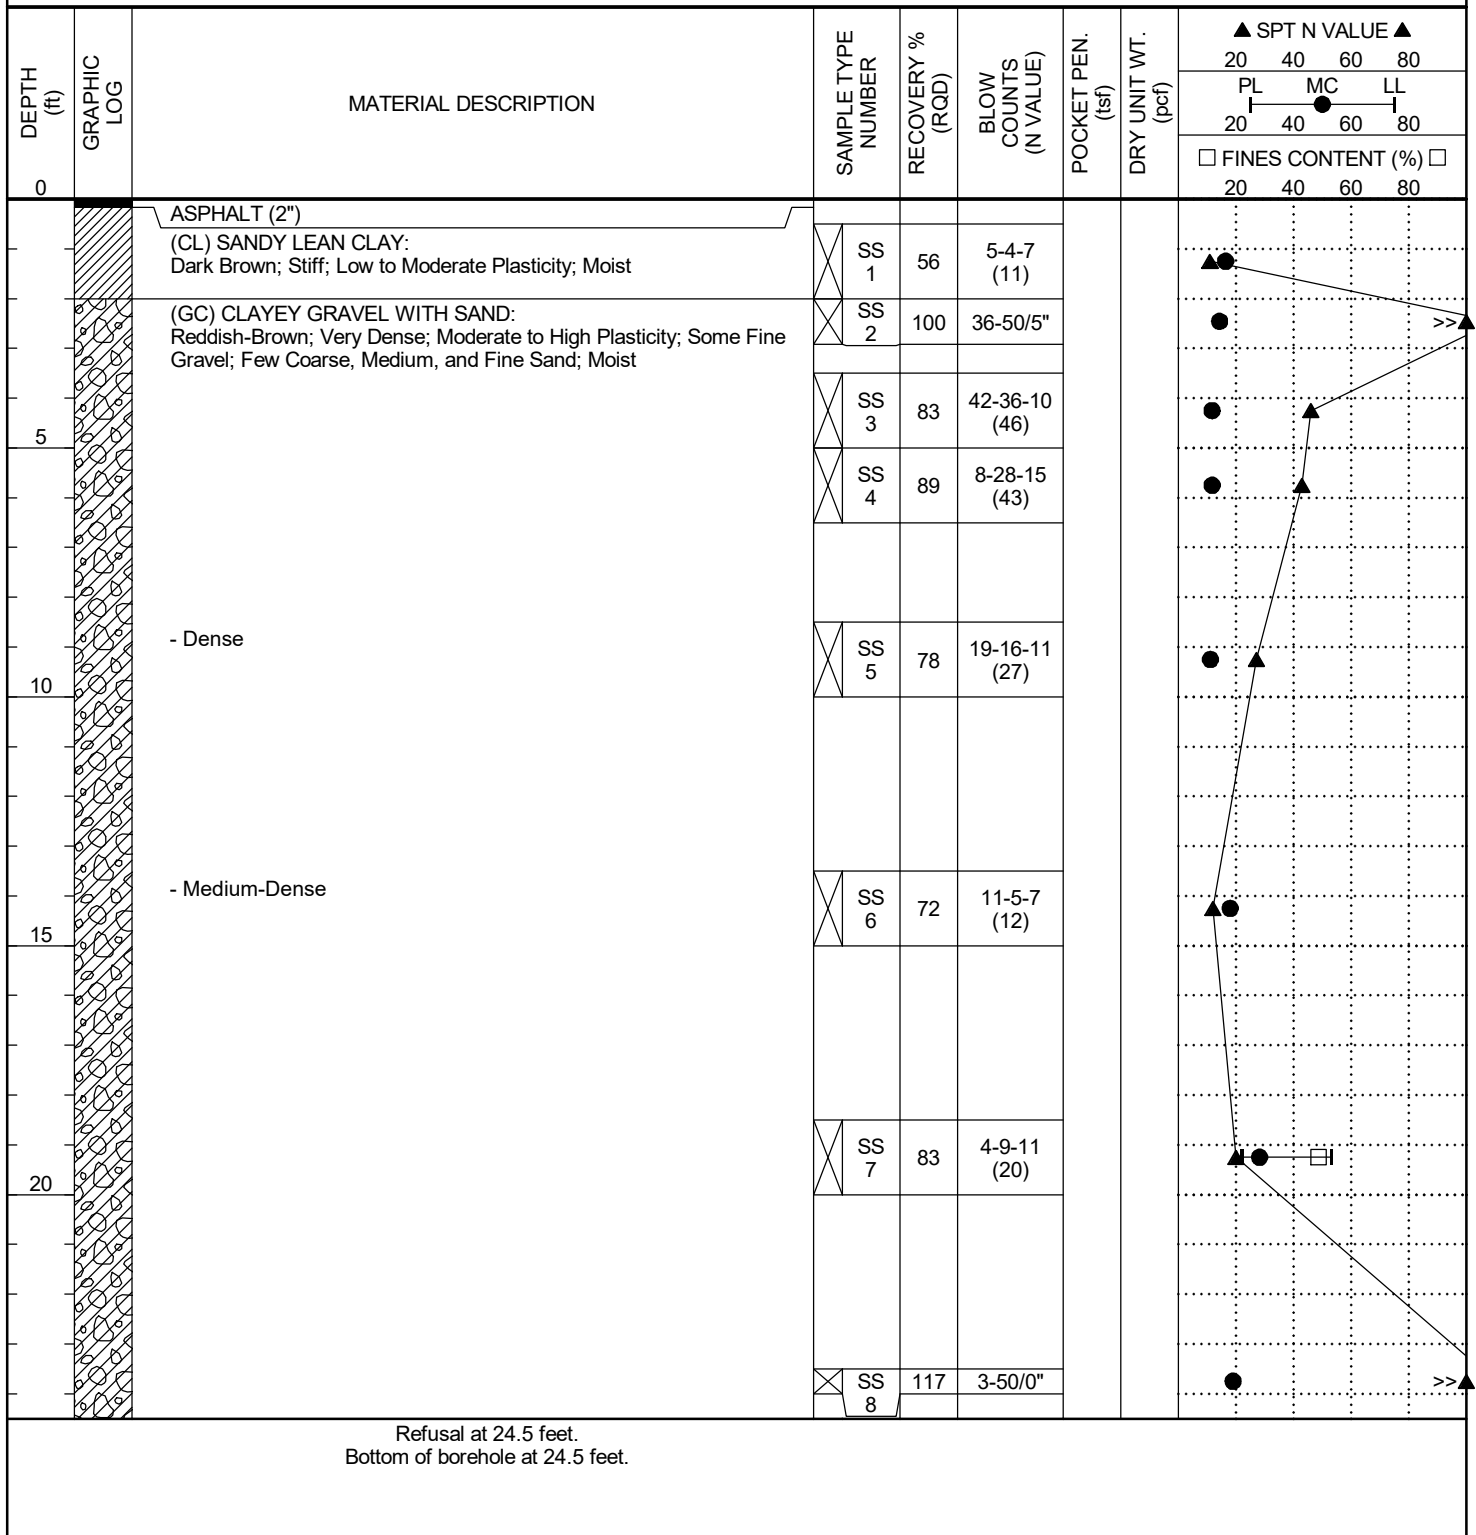 DEPTH
(ft)
GRAPHIC
LOG
MATERIAL DESCRIPTION
SAMPLE TYPE
NUMBER
RECOVERY %
(RQD)
BLOW
COUNTS
(N VALUE)
POCKET PEN.
(tsf)
DRY UNIT WT.
(pcf)
▲ SPT N VALUE ▲
20 40 60 80
PL MC LL
20 40 60 80
□ FINES CONTENT (%) □
20 40 60 80
0
ASPHALT (2")
(CL) SANDY LEAN CLAY:
Dark Brown; Stiff; Low to Moderate Plasticity; Moist
SS
1
56
5-4-7
(11)
(GC) CLAYEY GRAVEL WITH SAND:
Reddish-Brown; Very Dense; Moderate to High Plasticity; Some Fine
Gravel; Few Coarse, Medium, and Fine Sand; Moist
SS
2
100
36-50/5"
>>
SS
3
83
42-36-10
(46)
5
SS
4
89
8-28-15
(43)
- Dense
SS
5
78
19-16-11
(27)
10
- Medium-Dense
SS
6
72
11-5-7
(12)
15
SS
7
83
4-9-11
(20)
20
SS
8
117
3-50/0"
>>
Refusal at 24.5 feet.
Bottom of borehole at 24.5 feet.